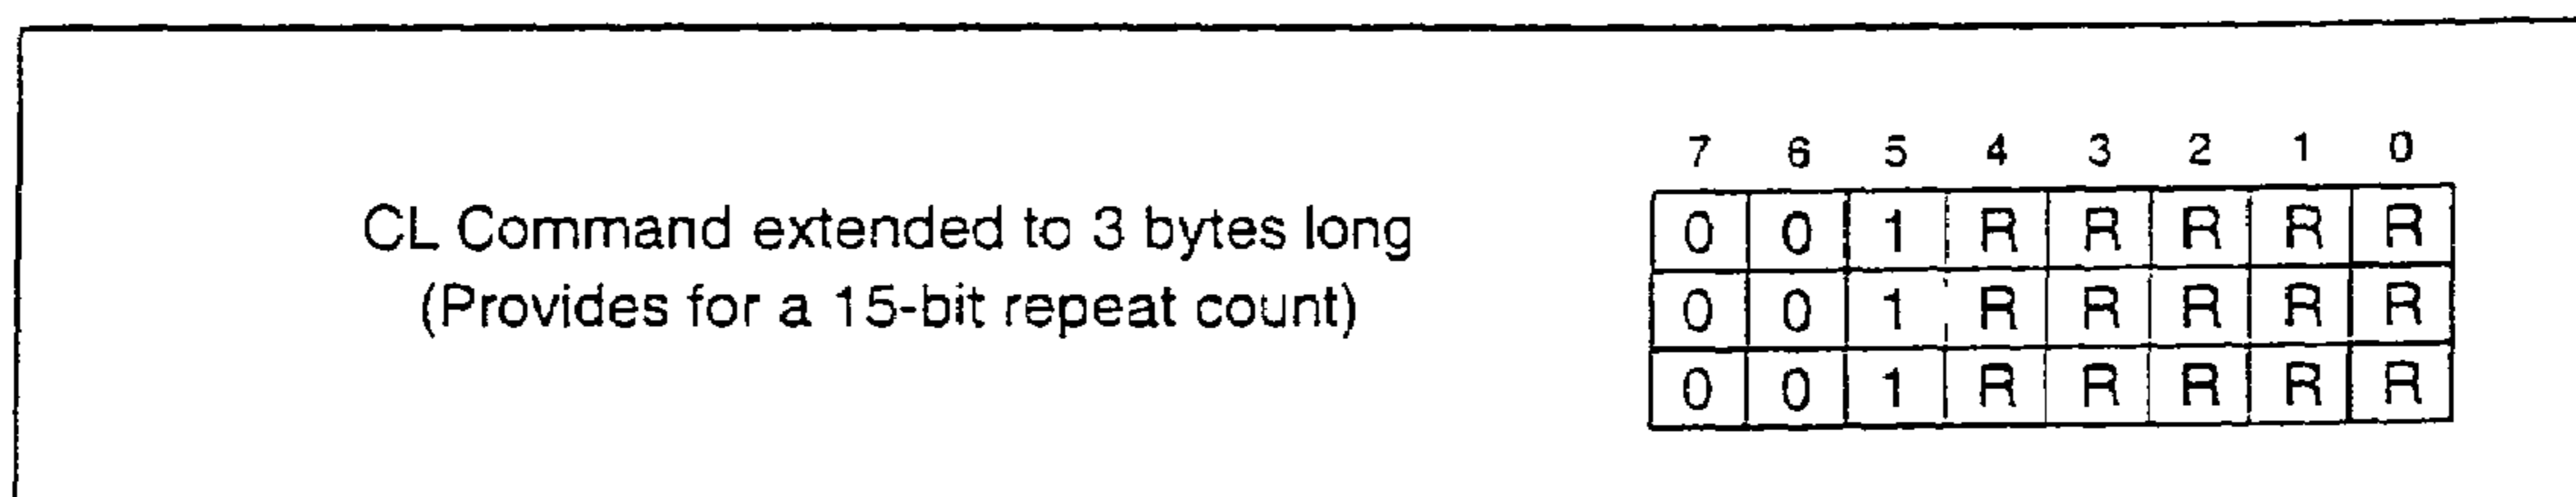 7 6 5 4 3 2 1 0
CL Command extended to 3 bytes long
0 0 1 R R R R R
(Provides for a 15-bit repeat count)
0 0 1 R R R R R
0 0 1 R R R R R